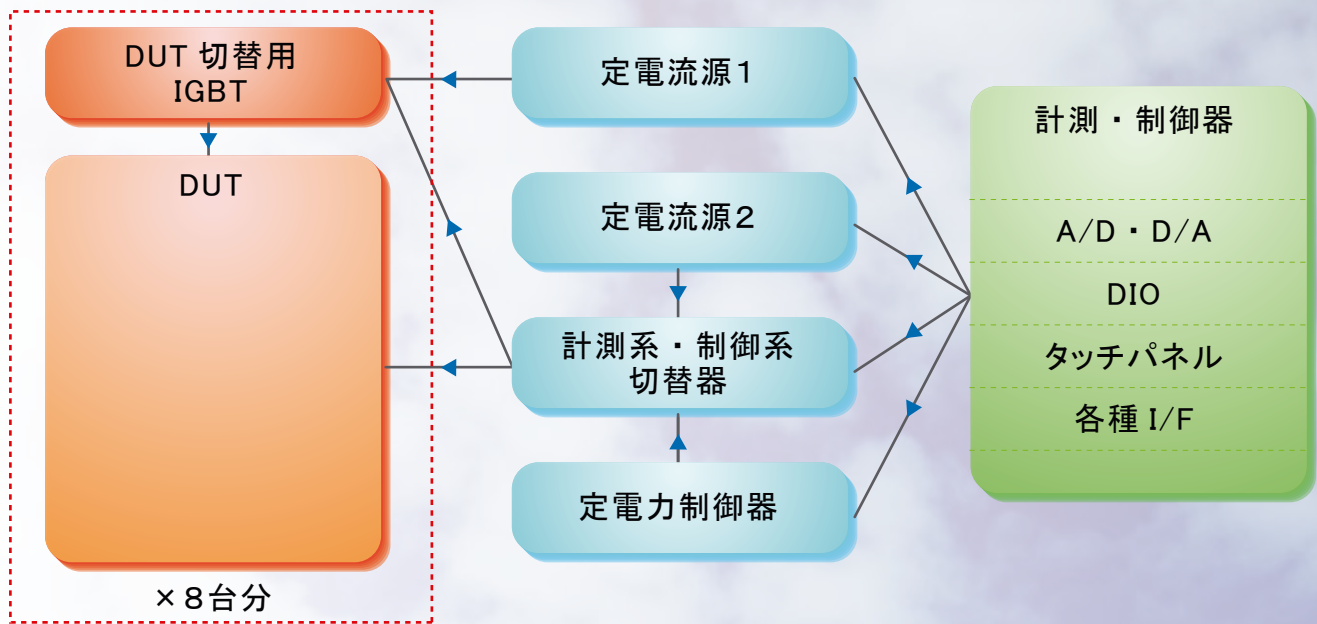 DUT 切替用
IGBT
DUT
×8台分
定電流源1
定電流源2
計測系・制御系
切替器
定電力制御器
計測・制御器
A/D・D/A
DIO
タッチパネル
各種 I/F